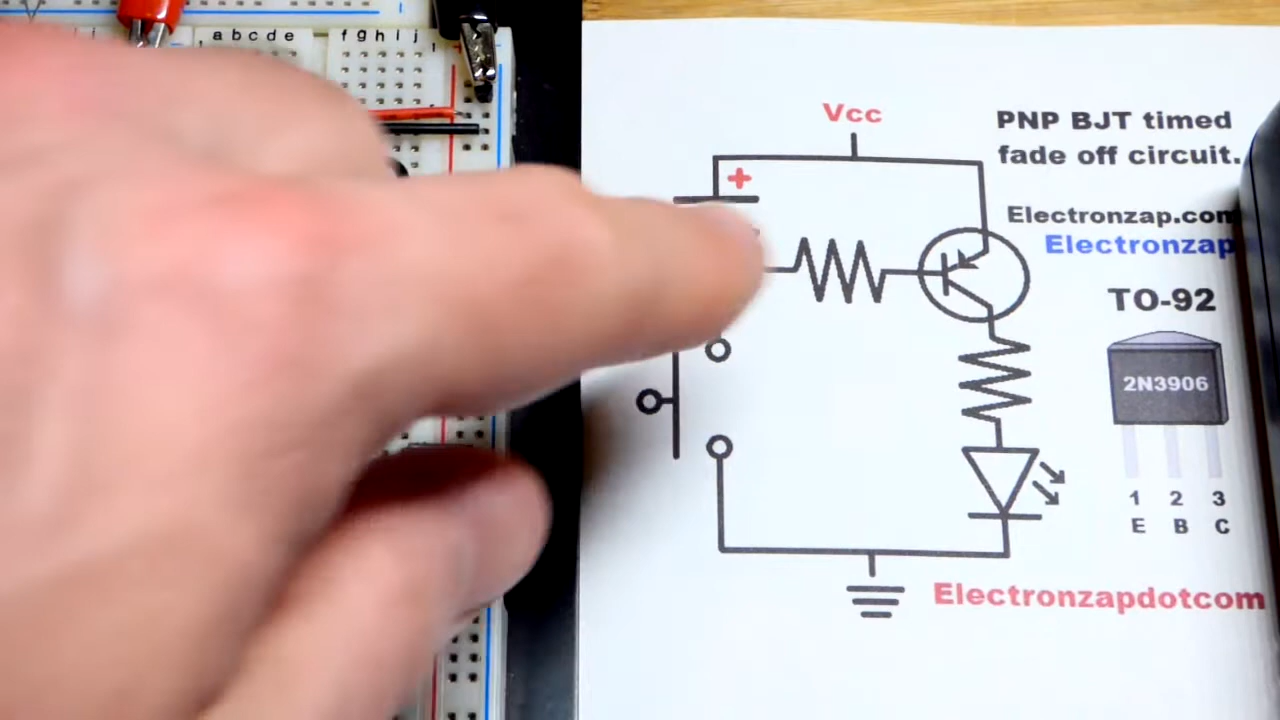 a b c d e
f g h i j
Vcc
+
PNP BJT timed
fade off circuit.
Electronzap.com
Electronzap
TO-92
2N3906
1 2 3
E B C
Electronzapdotcom